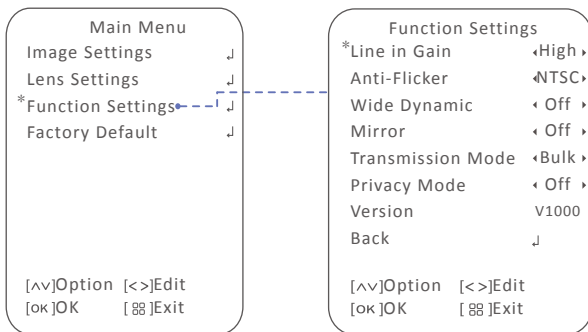 Main Menu
Image Settings ↲
Lens Settings ↲
*Function Settings ↲
Factory Default ↲
[∧∨]Option [<>]Edit
[OK]OK [88]Exit
Function Settings
*Line in Gain ◂High▸
Anti-Flicker ◂NTSC▸
Wide Dynamic ◂ Off ▸
Mirror ◂ Off ▸
Transmission Mode ◂Bulk▸
Privacy Mode ◂ Off ▸
Version V1000
Back ↲
[∧∨]Option [<>]Edit
[OK]OK [88]Exit